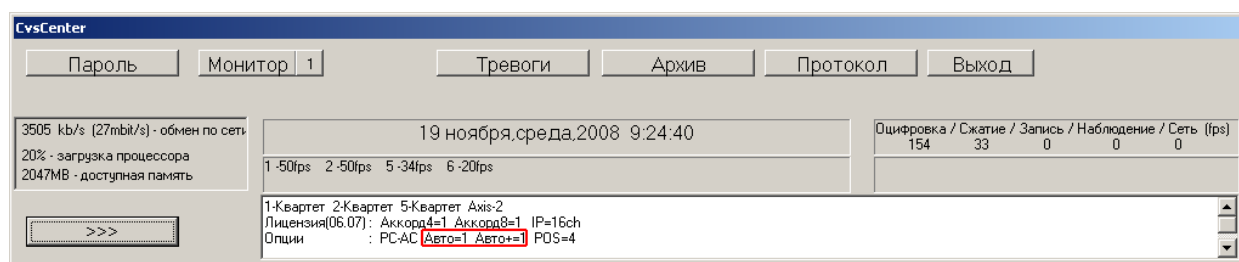 CvsCenter
Пароль Монитор 1 Тревоги Архив Протокол Выход
3505 kb/s (27mbit/s) - обмен по сети
20% - загрузка процессора
2047MB - доступная память
19 ноября,среда,2008 9:24:40
1 -50fps 2 -50fps 5 -34fps 6 -20fps
Оцифровка / Сжатие / Запись / Наблюдение / Сеть (fps)
154 33 0 0 0
>>>
1-Квартет 2-Квартет 5-Квартет Axis-2
Лицензия(06.07) : Аккорд4=1 Аккорд8=1 IP=16ch
Опции : PC-AC Авто=1 Авто+=1 POS=4